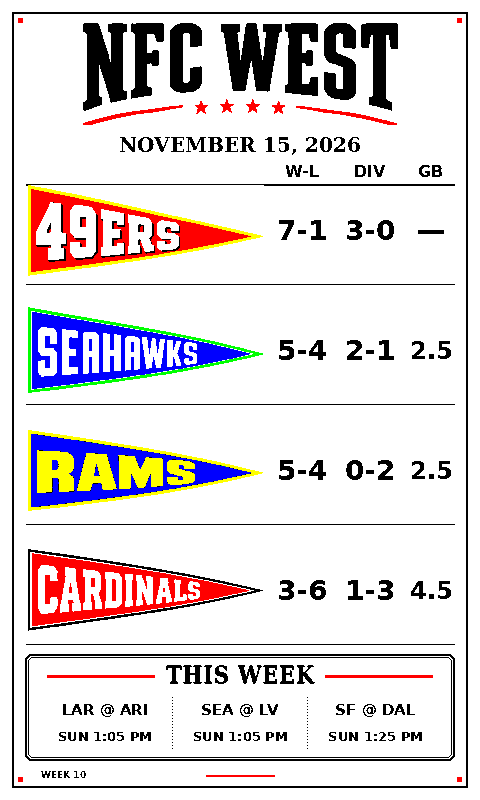 NFC WEST
NOVEMBER 15, 2026
W-L DIV GB
49ERS 7-1 3-0 —
SEAHAWKS 5-4 2-1 2.5
RAMS 5-4 0-2 2.5
CARDINALS 3-6 1-3 4.5
THIS WEEK
LAR @ ARI SEA @ LV SF @ DAL
SUN 1:05 PM SUN 1:05 PM SUN 1:25 PM
WEEK 10